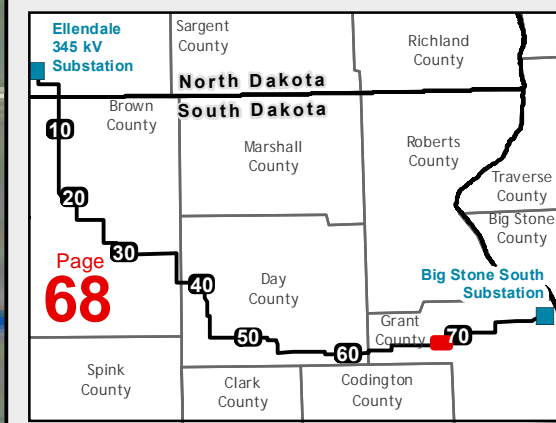 Ellendale
345 kV
Substation
Sargent
County
Richland
County
North Dakota
South Dakota
Brown
County
10
Marshall
County
Roberts
County
Traverse
County
20
Big Stone
County
30
Page
68
40
Day
County
Big Stone South
Substation
50
60
Grant
County
70
Spink
County
Clark
County
Codington
County